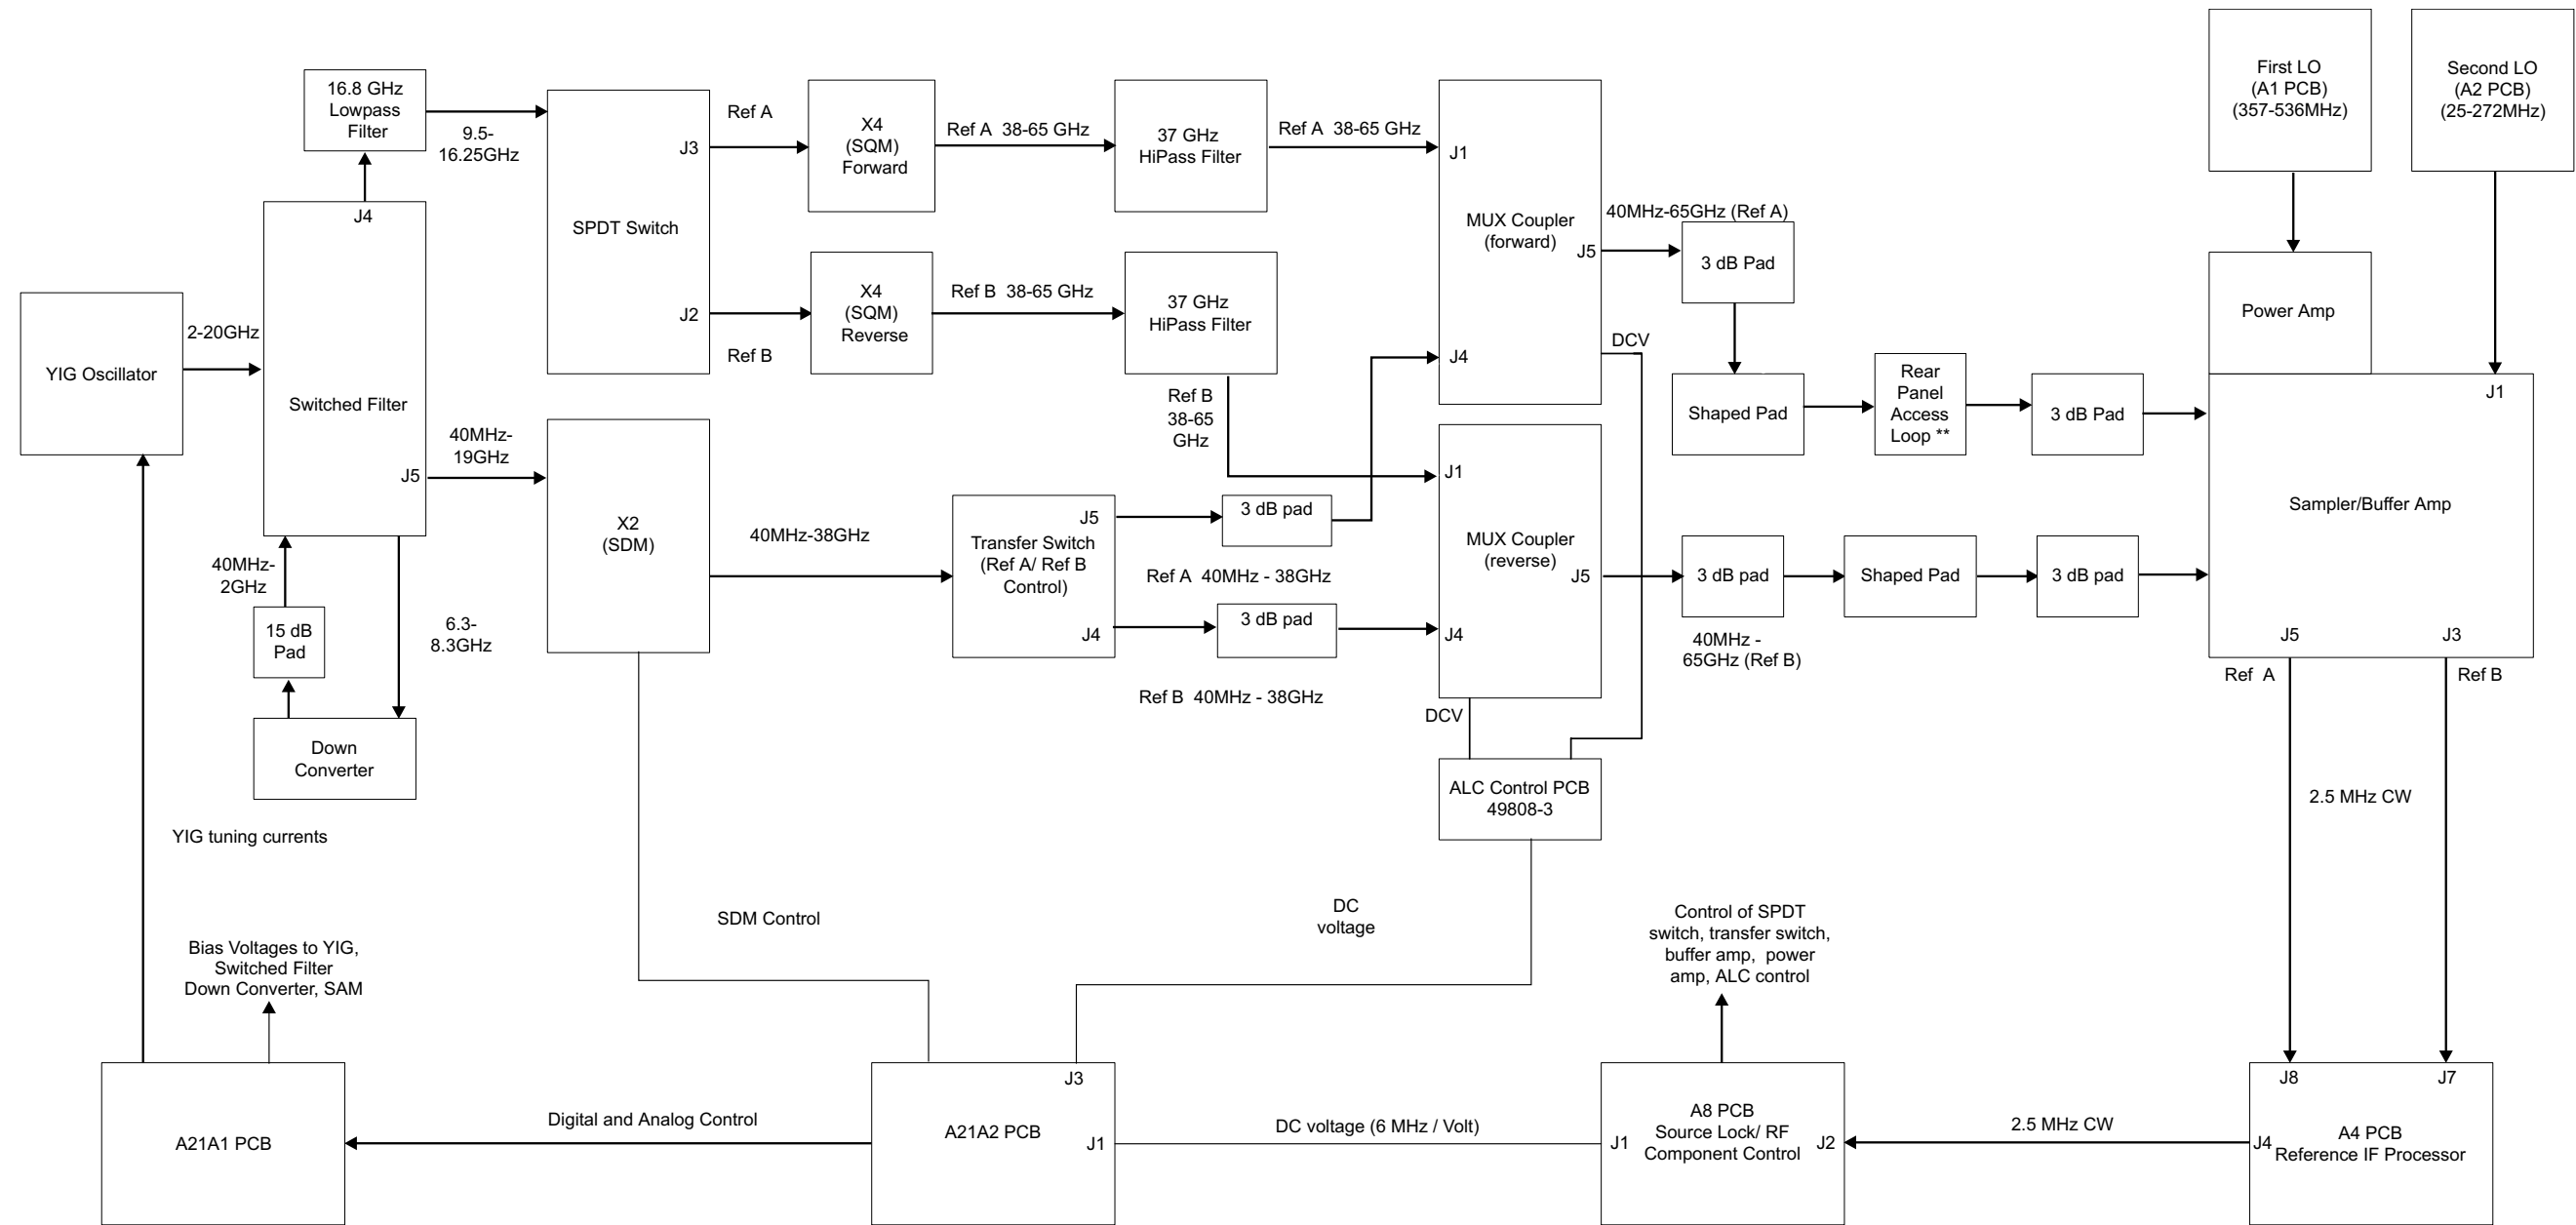 First LO
(A1 PCB)
(357-536MHz)
Second LO
(A2 PCB)
(25-272MHz)
16.8 GHz
Lowpass
Filter
9.5-
16.25GHz
J4
Switched Filter
J5
YIG Oscillator
2-20GHz
SPDT Switch
J3
J2
Ref A
Ref B
X4
(SQM)
Forward
Ref A 38-65 GHz
37 GHz
HiPass Filter
Ref A 38-65 GHz
X4
(SQM)
Reverse
Ref B 38-65 GHz
37 GHz
HiPass Filter
Ref B
38-65
GHz
J1
MUX Coupler
(forward)
J5
J4
40MHz-65GHz (Ref A)
3 dB Pad
DCV
Shaped Pad
Rear
Panel
Access
Loop **
3 dB Pad
Power Amp
J1
Sampler/Buffer Amp
J5
J3
40MHz-
19GHz
X2
(SDM)
40MHz-38GHz
J5
Transfer Switch
(Ref A/ Ref B
Control)
J4
3 dB pad
Ref A 40MHz - 38GHz
3 dB pad
Ref B 40MHz - 38GHz
J1
MUX Coupler
(reverse)
J5
J4
3 dB pad
Shaped Pad
3 dB pad
40MHz -
65GHz (Ref B)
Ref A
Ref B
40MHz-
2GHz
15 dB
Pad
6.3-
8.3GHz
Down
Converter
DCV
ALC Control PCB
49808-3
2.5 MHz CW
YIG tuning currents
SDM Control
DC
voltage
Control of SPDT
switch, transfer switch,
buffer amp, power
amp, ALC control
Bias Voltages to YIG,
Switched Filter
Down Converter, SAM
A21A1 PCB
Digital and Analog Control
J3
A21A2 PCB
J1
DC voltage (6 MHz / Volt)
A8 PCB
Source Lock/ RF
Component Control
J1
J2
2.5 MHz CW
J8
J7
J4
A4 PCB
Reference IF Processor